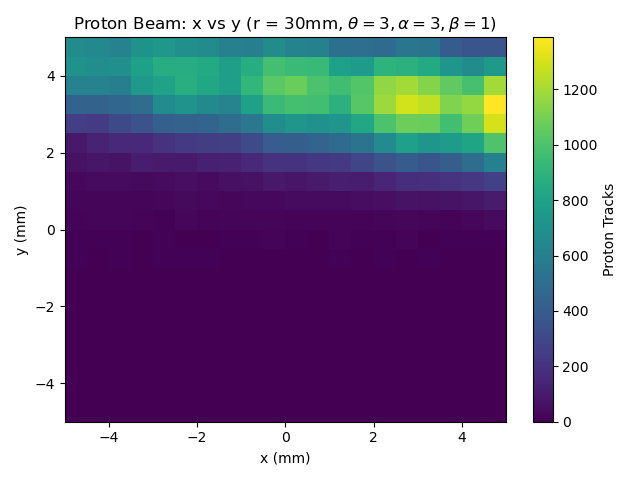 Proton Beam: x vs y (r = 30mm, θ = 3, α = 3, β = 1)
4
2
0
−2
−4
y (mm)
−4 −2 0 2 4
x (mm)
1200
1000
800
600
400
200
0
Proton Tracks